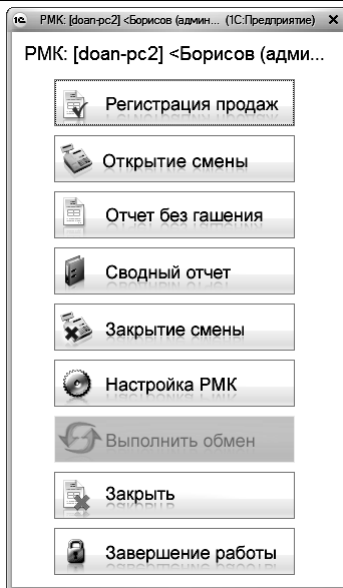 1С РМК: [doan-pc2] <Борисов (админ... (1С:Предприятие)
РМК: [doan-pc2] <Борисов (адми...
Регистрация продаж
Открытие смены
Отчет без гашения
Сводный отчет
Закрытие смены
Настройка РМК
Выполнить обмен
Закрыть
Завершение работы